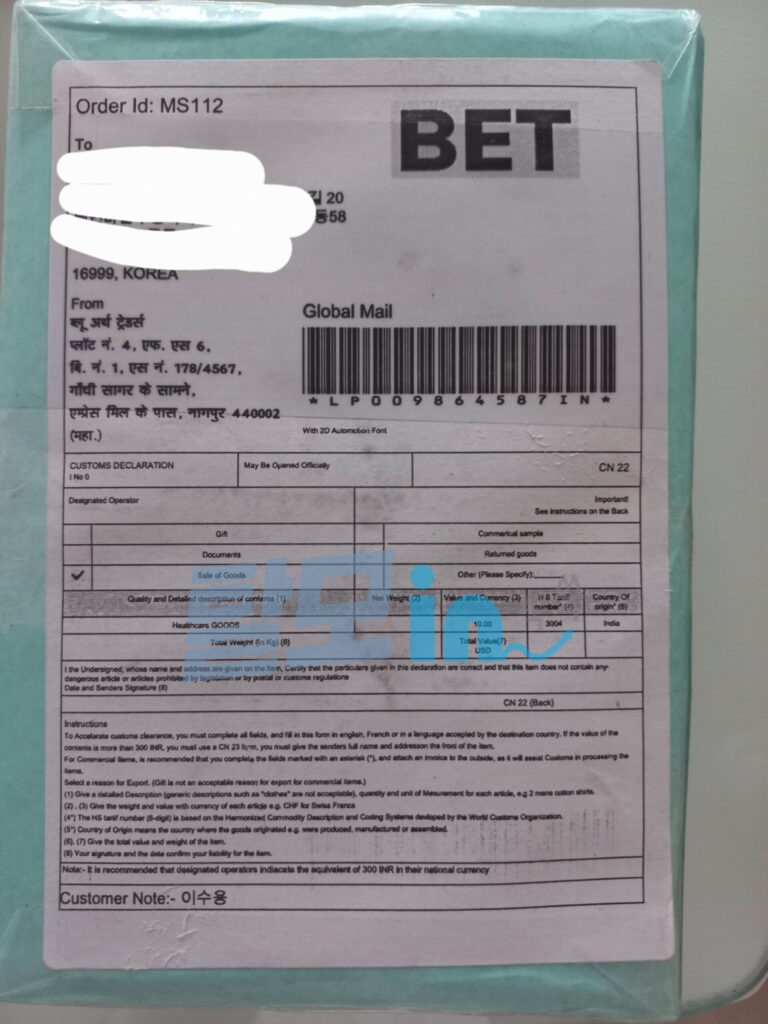 Order Id: MS112
BET
To
길 20
동58
16999, KOREA
From
ब्लू अर्थ ट्रेडर्स
प्लॉट नं. 4, एफ. एस 6,
बि. नं. 1, एस नं. 178/4567,
गाँधी सागर के सामने,
एम्प्रेस मिल के पास, नागपुर 440002
(महा.)
Global Mail
*LP009864587IN*
With 2D Automotion Font
CUSTOMS DECLARATION
I No 0
May Be Opened Officially
CN 22
Designated Operator
Important!
See instructions on the Back
Gift
Commerical sample
Documents
Returned goods
✓ Sale of Goods
Other (Please Specify):
Quality and Detailed description of contents (1)
Net Weight (2)
Value and Currency (3)
H S Tariff number* (4)
Country Of origin* (5)
Healthcare GOODS
10.00
3004
India
Total Weight (In Kg) (6)
Total Value(7)
USD
탈모in
I the Undersigned, whose name and address are given on the item, Certify that the particulars given in this declaration are correct and that this item does not contain any-
dangerous article or articles prohibited by legislation or by postal or customs regulations
Date and Senders Signature (8)
CN 22 (Back)
Instructions
To Accalarate customs clearance, you must complete all fields, and fill in this form in english, French or in a language accepted by the destination country. If the value of the
contents is more than 300 INR, you must use a CN 23 form, you must give the senders full name and addresson the front of the item.
For Commercial Items, is recommended that you complete the fields marked with an asterisk (*), and attach an invoice to the outside, as it will assist Customs in processing the
items.
Select a reason for Export. (Gift is not an acceptable reason for export for commercial items.)
(1) Give a detailed Description (generic descriptions such as "clothes" are not acceptable), quantity and unit of Mesurement for each article, e.g 2 mens cotton shirts.
(2) , (3) Give the weight and value with currency of each article e.g. CHF for Swiss Francs
(4*) The HS tarif number (6-digit) is based on the Harmonized Commodity Description and Coding Systems devloped by the World Customs Organization.
(5*) Country of Origin means the country where the goods originated e.g. were produced, manufactured or assembled.
(6), (7) Give the total value and weight of the item.
(8) Your signature and the date confirm your liability for the item.
Note:- It is recommended that designated operators indiacate the equivalent of 300 INR in their national currency
Customer Note:- 이수용